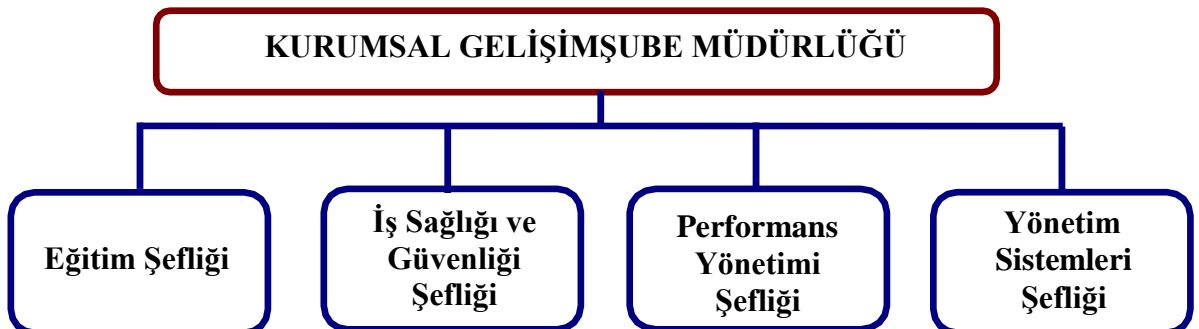 KURUMSAL GELİŞİMŞUBE MÜDÜRLÜĞÜ
Eğitim Şefliği
İş Sağlığı ve
Güvenliği
Şefliği
Performans
Yönetimi
Şefliği
Yönetim
Sistemleri
Şefliği